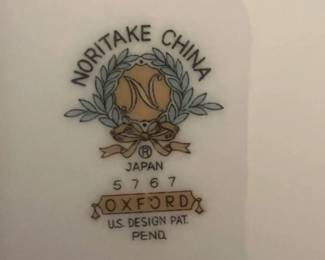 NORITAKE CHINA
N
®
JAPAN
5767
OXFORD
U.S. DESIGN PAT.
PEND.